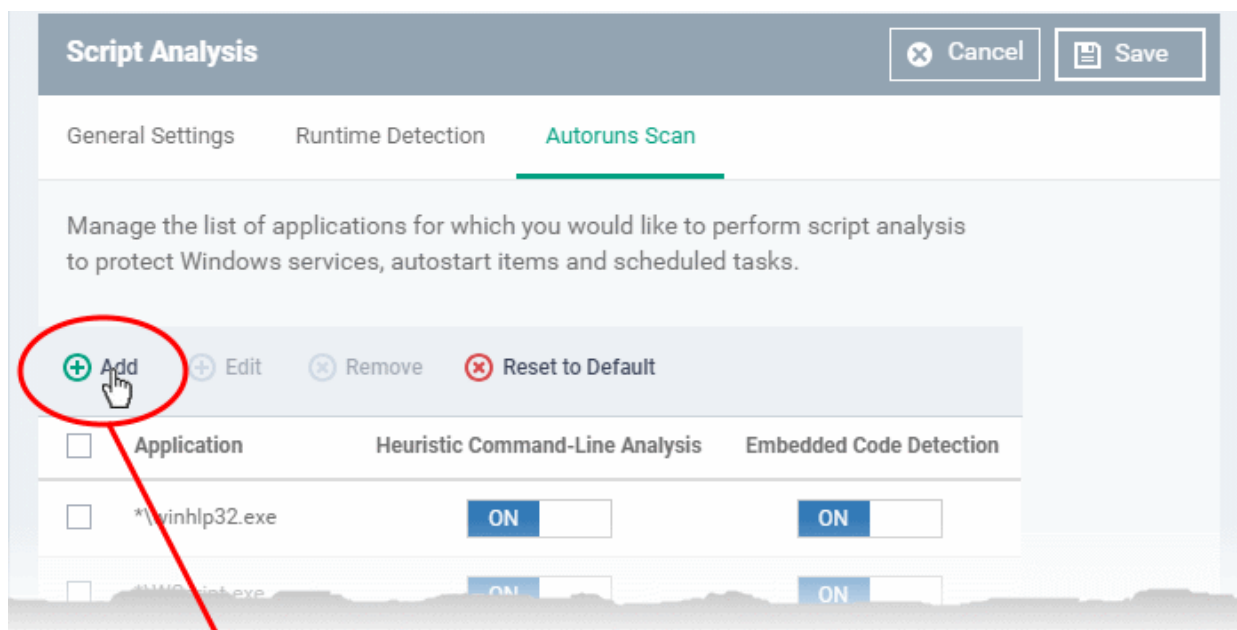 Script Analysis Cancel Save
General Settings Runtime Detection Autoruns Scan
Manage the list of applications for which you would like to perform script analysis
to protect Windows services, autostart items and scheduled tasks.
Add Edit Remove Reset to Default
Application Heuristic Command-Line Analysis Embedded Code Detection
*\winhlp32.exe ON ON
*\WScript.exe ON ON